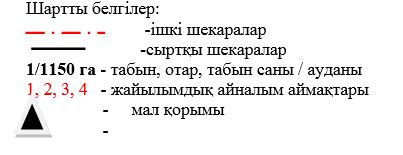 Шартты белгілер:
-ішкі шекаралар
-сыртқы шекаралар
1/1150 га - табын, отар, табын саны / ауданы
1, 2, 3, 4 - жайылымдық айналым аймақтары
- мал қорымы
-